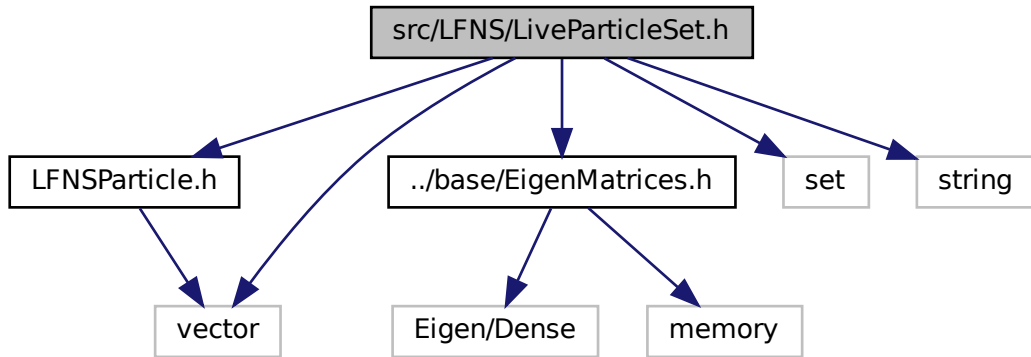 src/LFNS/LiveParticleSet.h
LFNSParticle.h
../base/EigenMatrices.h
set
string
vector
Eigen/Dense
memory